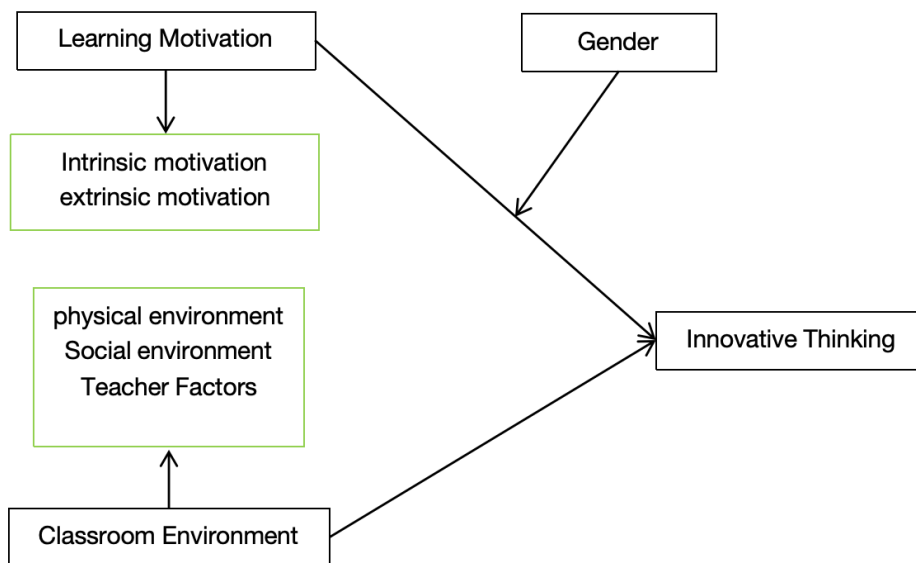 Learning Motivation
Gender
Intrinsic motivation
extrinsic motivation
physical environment
Social environment
Teacher Factors
Innovative Thinking
Classroom Environment